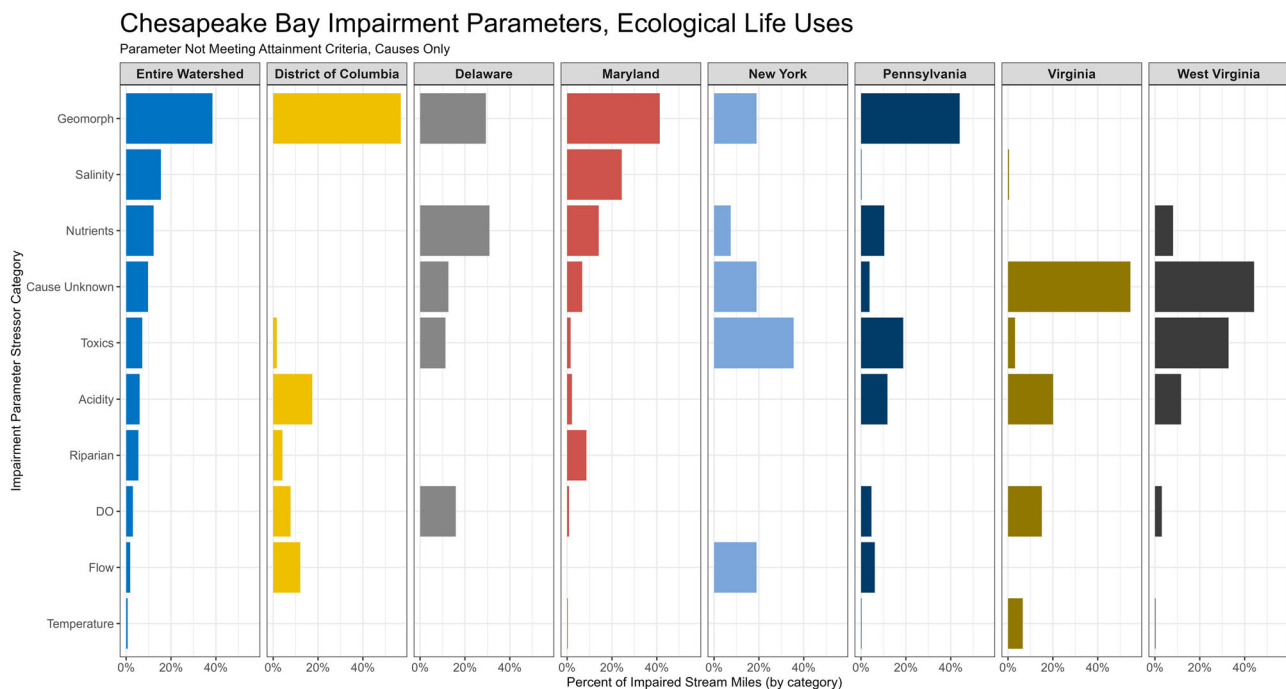 Chesapeake Bay Impairment Parameters, Ecological Life Uses
Parameter Not Meeting Attainment Criteria, Causes Only
Entire Watershed District of Columbia Delaware Maryland New York Pennsylvania Virginia West Virginia
Impairment Parameter Stressor Category
Geomorph
Salinity
Nutrients
Cause Unknown
Toxics
Acidity
Riparian
DO
Flow
Temperature
0% 20% 40% 0% 20% 40% 0% 20% 40% 0% 20% 40% 0% 20% 40% 0% 20% 40% 0% 20% 40% 0% 20% 40%
Percent of Impaired Stream Miles (by category)